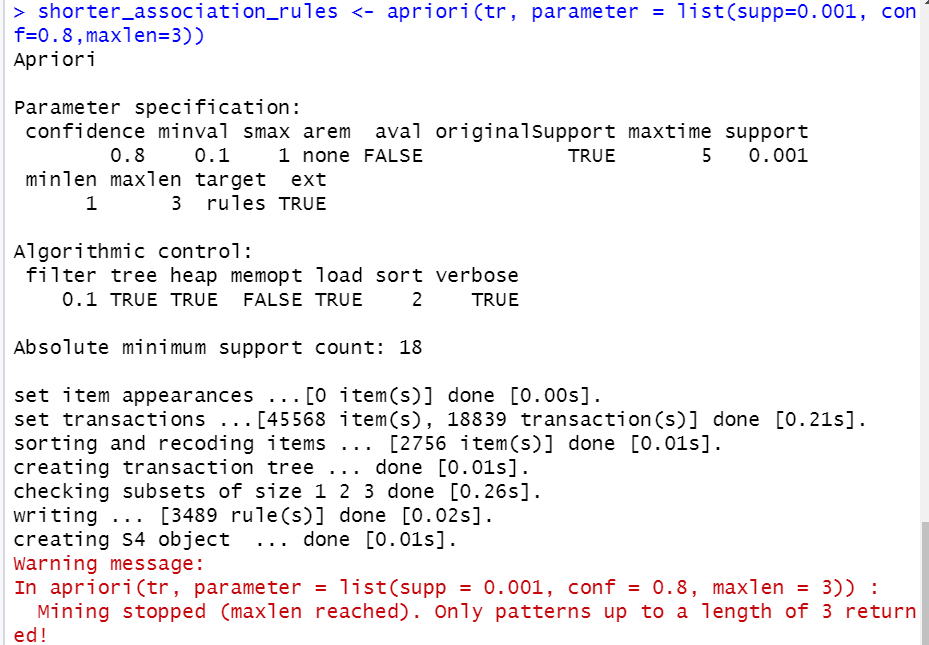 > shorter_association_rules <- apriori(tr, parameter = list(supp=0.001, con
f=0.8,maxlen=3))
Apriori

Parameter specification:
 confidence minval smax arem  aval originalSupport maxtime support
        0.8    0.1    1 none FALSE            TRUE       5   0.001
 minlen maxlen target  ext
      1      3  rules TRUE

Algorithmic control:
 filter tree heap memopt load sort verbose
    0.1 TRUE TRUE  FALSE TRUE    2    TRUE

Absolute minimum support count: 18

set item appearances ...[0 item(s)] done [0.00s].
set transactions ...[45568 item(s), 18839 transaction(s)] done [0.21s].
sorting and recoding items ... [2756 item(s)] done [0.01s].
creating transaction tree ... done [0.01s].
checking subsets of size 1 2 3 done [0.26s].
writing ... [3489 rule(s)] done [0.02s].
creating S4 object  ... done [0.01s].
Warning message:
In apriori(tr, parameter = list(supp = 0.001, conf = 0.8, maxlen = 3)) :
  Mining stopped (maxlen reached). Only patterns up to a length of 3 return
ed!